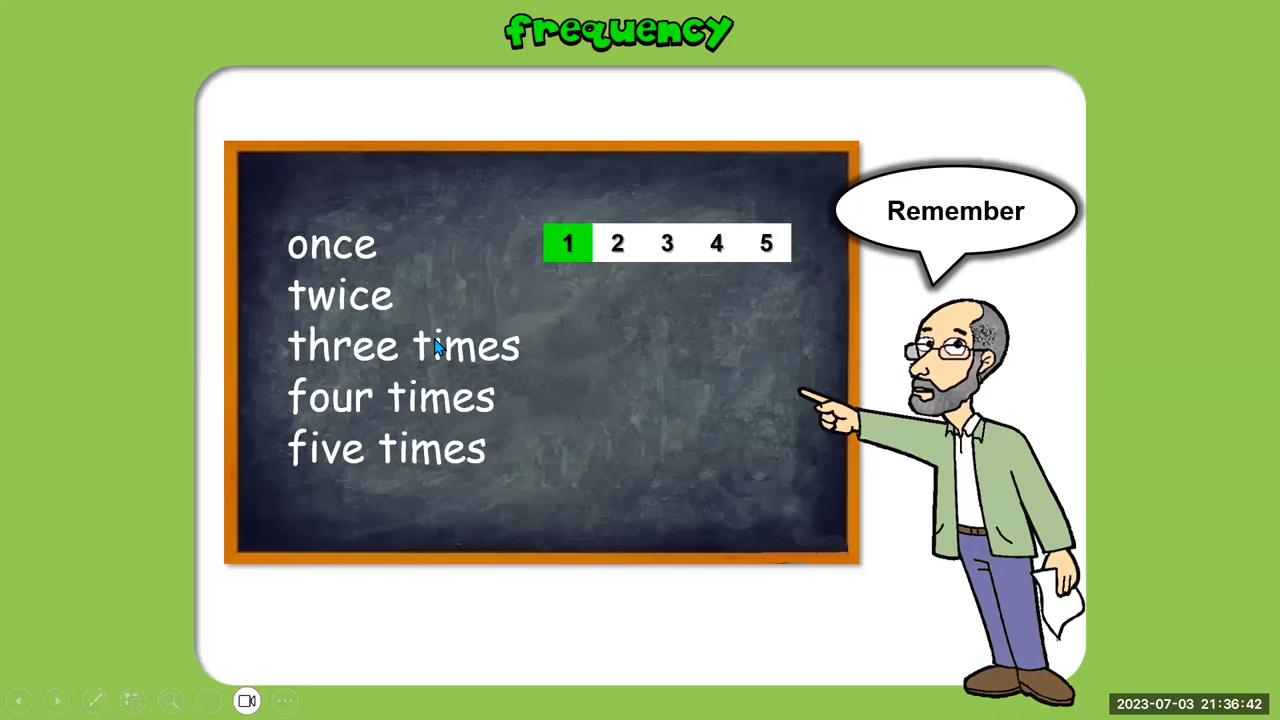 frequency
Remember
once
1 2 3 4 5
twice
three times
four times
five times
2023-07-03 21:36:42